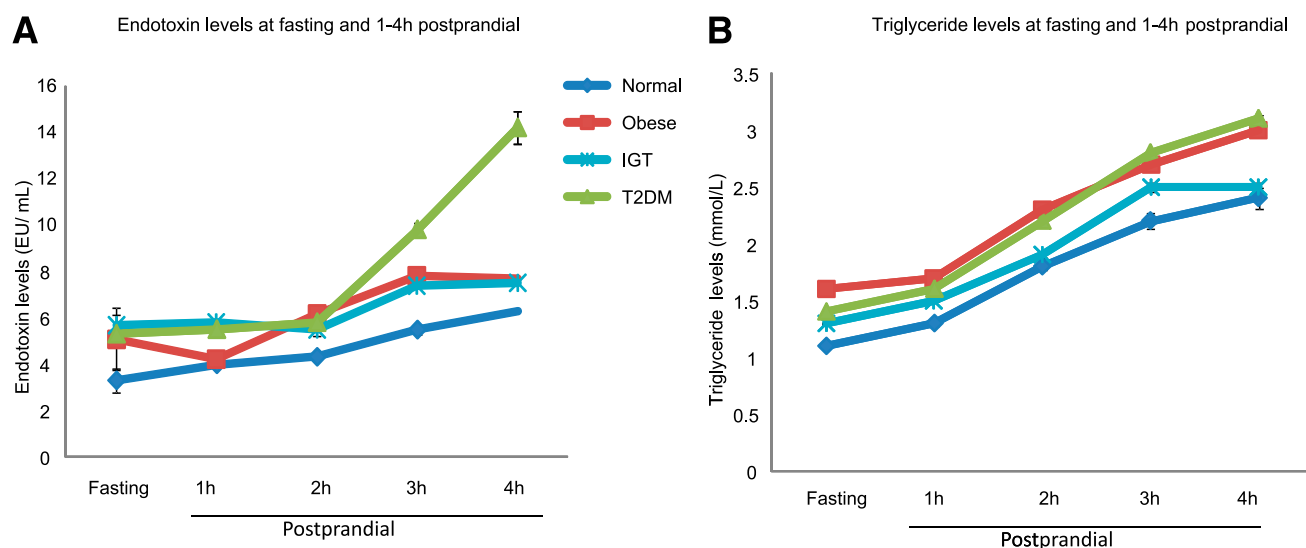 A
Endotoxin levels at fasting and 1-4h postprandial
Endotoxin levels (EU/ mL)
16
14
12
10
8
6
4
2
0
Fasting 1h 2h 3h 4h
Postprandial
Normal
Obese
IGT
T2DM
B
Triglyceride levels at fasting and 1-4h postprandial
Triglyceride levels (mmol/L)
3.5
3
2.5
2
1.5
1
0.5
0
Fasting 1h 2h 3h 4h
Postprandial